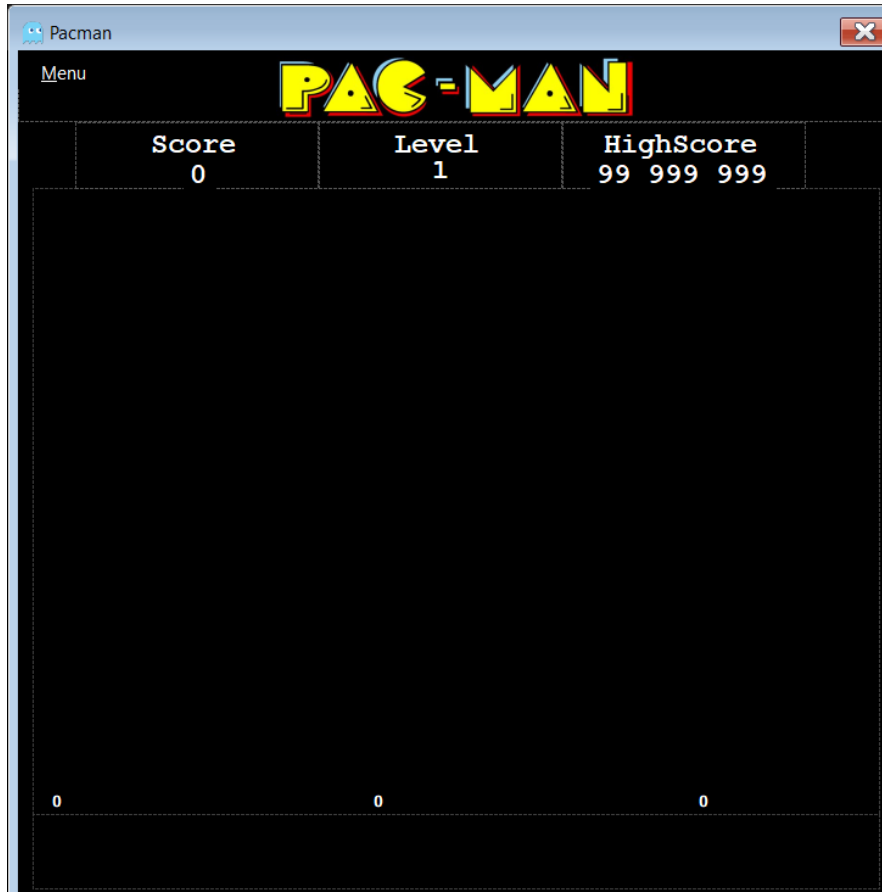 Pacman
Menu
PAC-MAN
Score Level HighScore
0 1 99 999 999
0 0 0